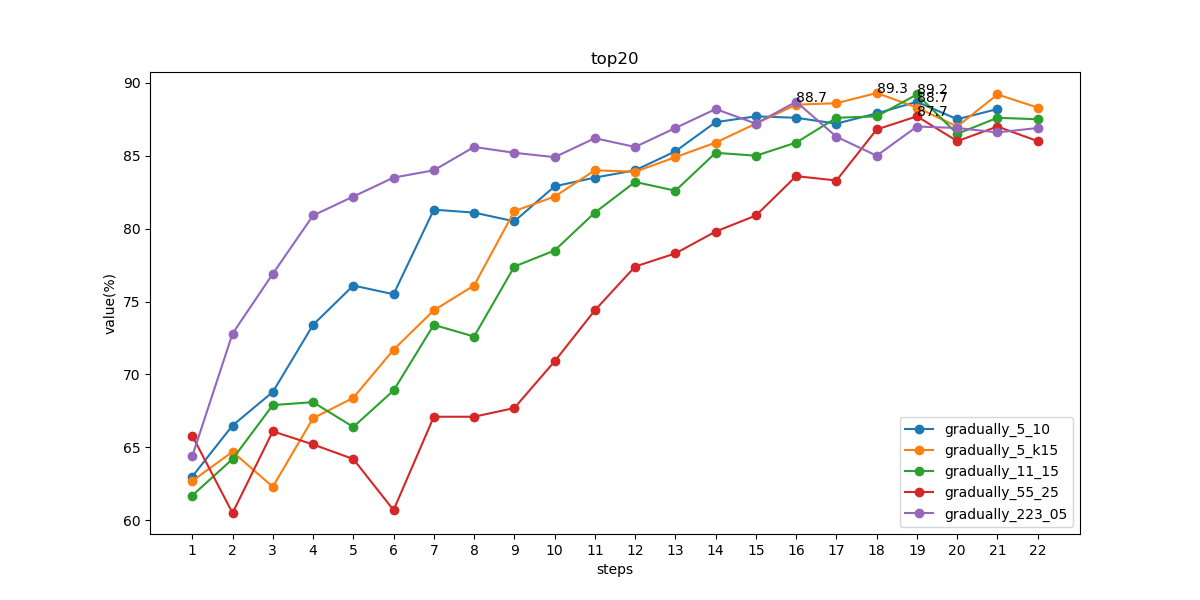 top20
90
85
80
75
70
65
60
value(%)
88.7
89.3
89.2
88.7
87.7
gradually_5_10
gradually_5_k15
gradually_11_15
gradually_55_25
gradually_223_05
1 2 3 4 5 6 7 8 9 10 11 12 13 14 15 16 17 18 19 20 21 22
steps